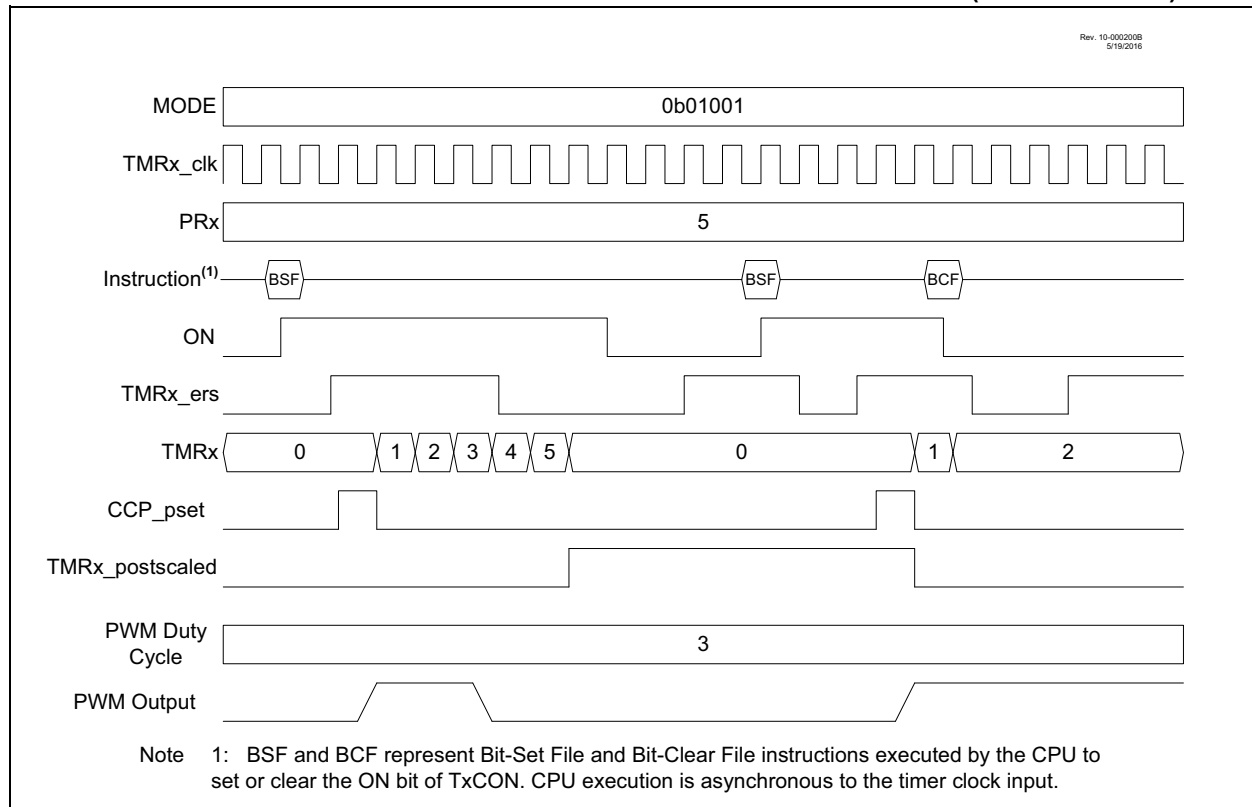 Rev. 10-000200B
5/19/2016
MODE 0b01001
TMRx_clk
PRx 5
Instruction(1) BSF BSF BCF
ON
TMRx_ers
TMRx 0 1 2 3 4 5 0 1 2
CCP_pset
TMRx_postscaled
PWM Duty
Cycle 3
PWM Output
Note 1: BSF and BCF represent Bit-Set File and Bit-Clear File instructions executed by the CPU to
set or clear the ON bit of TxCON. CPU execution is asynchronous to the timer clock input.